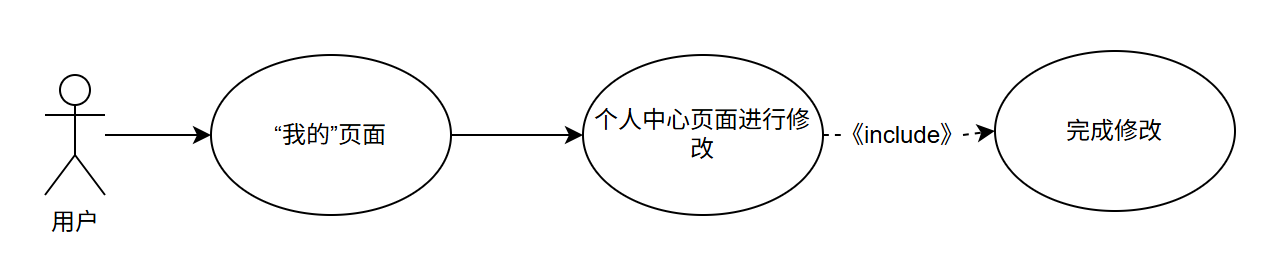 用户
“我的”页面
个人中心页面进行修
改
《include》
完成修改